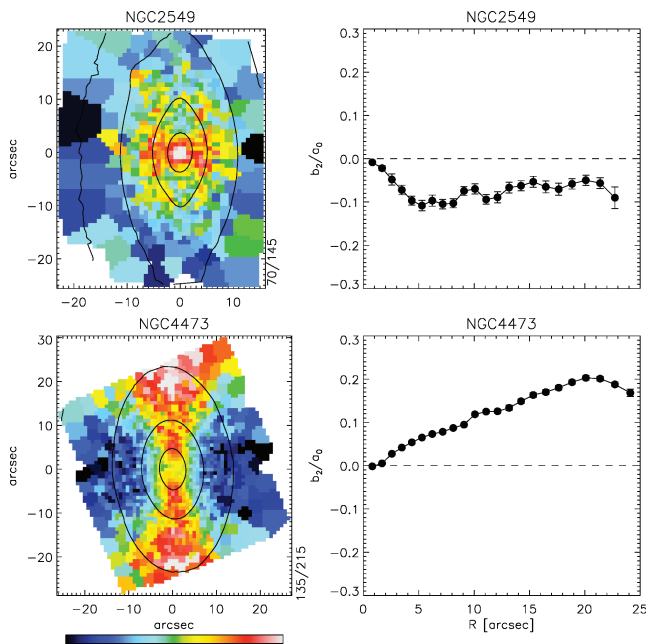 NGC2549
20
10
0
−10
−20
arcsec
−20 −10 0 10
70/145
NGC2549
0.3
0.2
0.1
0.0
−0.1
−0.2
−0.3
b2/a0
NGC4473
30
20
10
0
−10
−20
arcsec
−20 −10 0 10 20
arcsec
135/215
NGC4473
0.3
0.2
0.1
0.0
−0.1
−0.2
−0.3
b2/a0
0 5 10 15 20 25
R [arcsec]